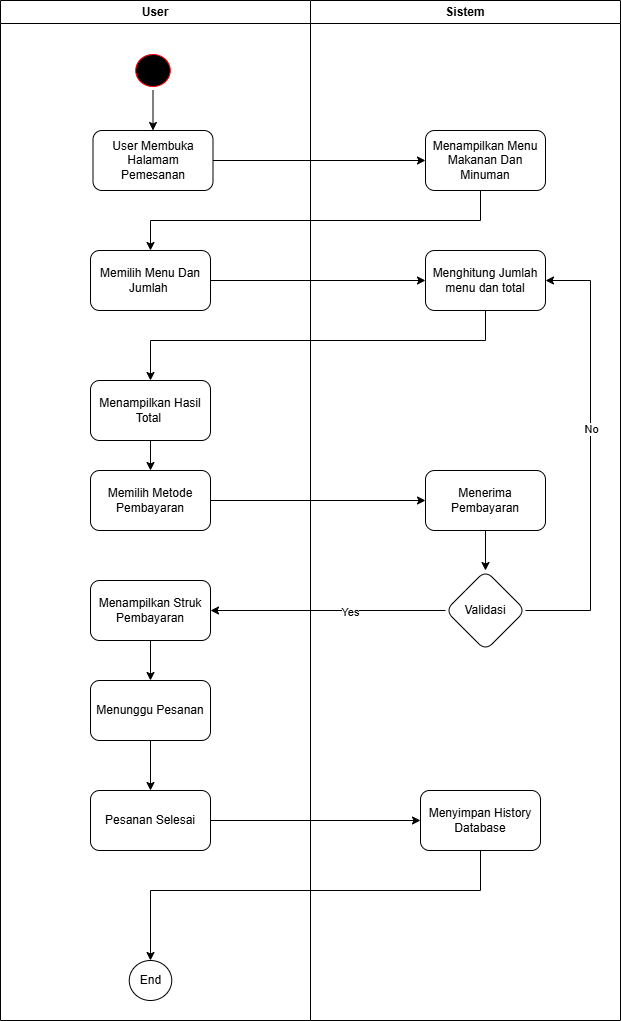 User
Sistem
User Membuka
Halamam
Pemesanan
Menampilkan Menu
Makanan Dan
Minuman
Memilih Menu Dan
Jumlah
Menghitung Jumlah
menu dan total
Menampilkan Hasil
Total
No
Memilih Metode
Pembayaran
Menerima
Pembayaran
Menampilkan Struk
Pembayaran
Yes
Validasi
Menunggu Pesanan
Pesanan Selesai
Menyimpan History
Database
End